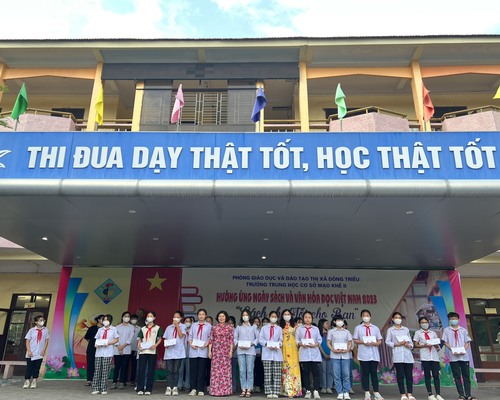 THI ĐUA DẠY THẬT TỐT, HỌC THẬT TỐT
PHÒNG GIÁO DỤC VÀ ĐÀO TẠO THỊ XÃ ĐÔNG TRIỀU
TRƯỜNG TRUNG HỌC CƠ SỞ MẠO KHÊ II
HƯỞNG ỨNG NGÀY SÁCH VÀ VĂN HÓA ĐỌC VIỆT NAM 2023
Bạn